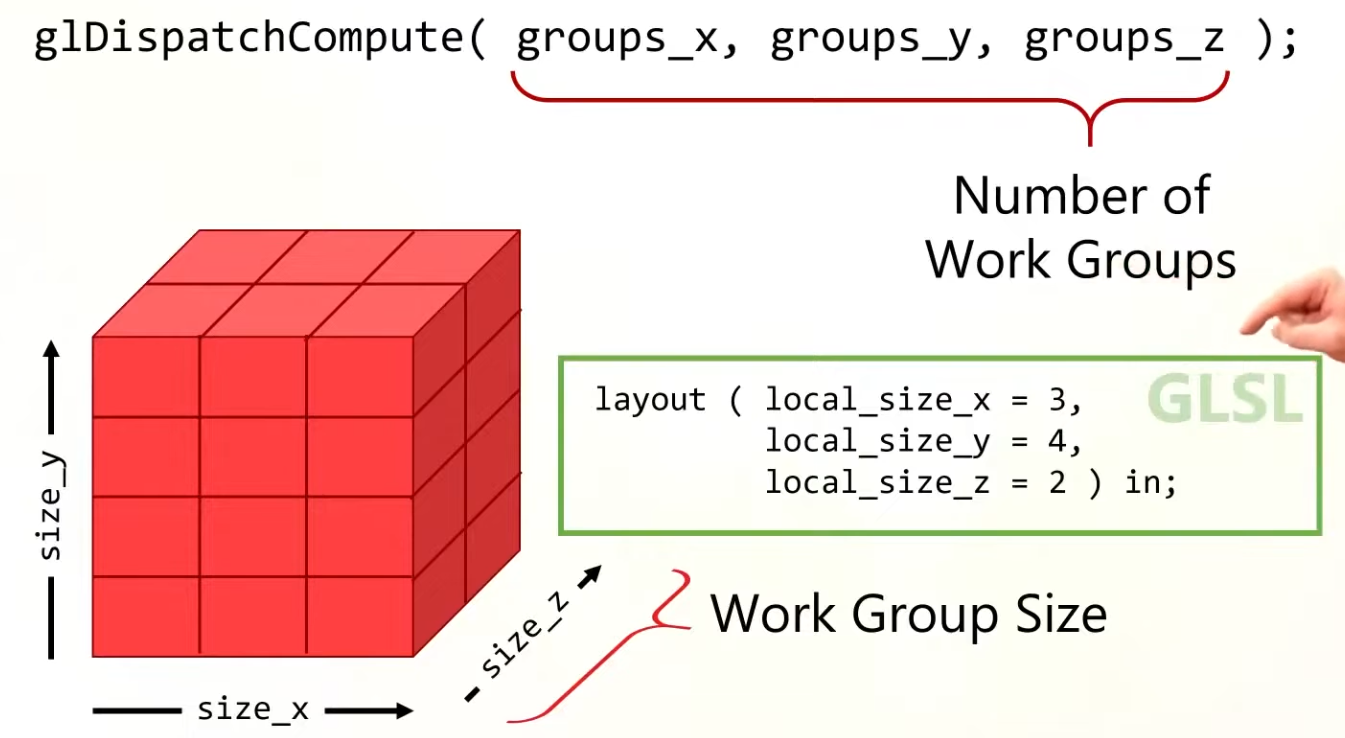 glDispatchCompute( groups_x, groups_y, groups_z );
Number of
Work Groups
GLSL
layout ( local_size_x = 3,
local_size_y = 4,
local_size_z = 2 ) in;
size_y
size_z
Work Group Size
size_x